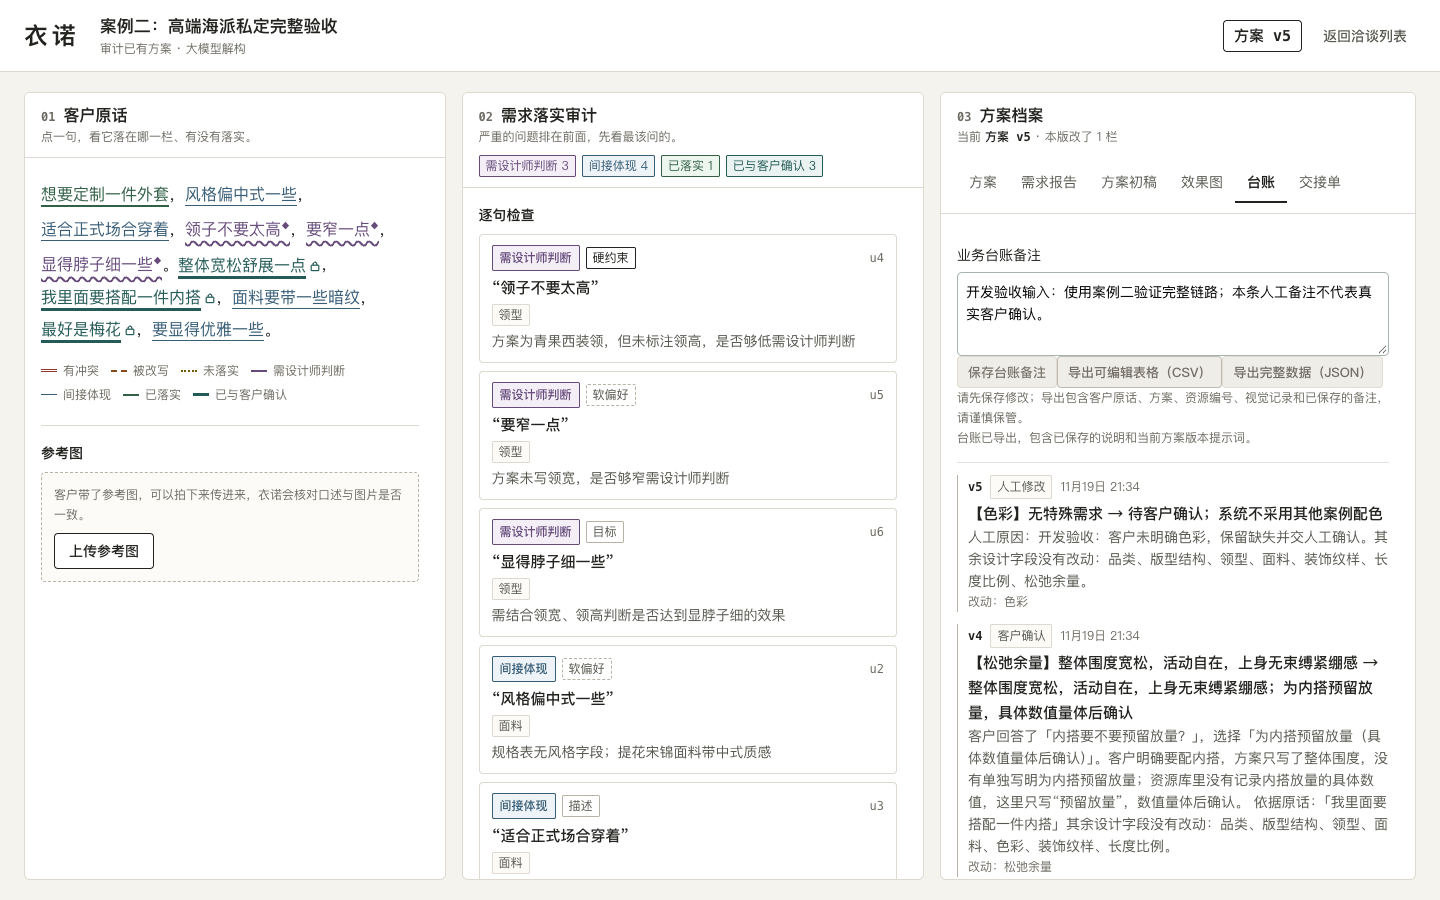 衣诺
案例二：高端海派私定完整验收
审计已有方案 · 大模型解构
方案 v5
返回洽谈列表
01 客户原话
点一句，看它落在哪一栏、有没有落实。
想要定制一件外套，风格偏中式一些，
适合正式场合穿着，领子不要太高◆，要窄一点◆，
显得脖子细一些◆。整体宽松舒展一点，
我里面要搭配一件内搭，面料要带一些暗纹，
最好是梅花，要显得优雅一些。
有冲突 被改写 未落实 需设计师判断
间接体现 已落实 已与客户确认
参考图
客户带了参考图，可以拍下来传进来，衣诺会核对口述与图片是否
一致。
上传参考图
02 需求落实审计
严重的问题排在前面，先看最该问的。
需设计师判断 3 间接体现 4 已落实 1 已与客户确认 3
逐句检查
需设计师判断 硬约束 u4
“领子不要太高”
领型
方案为青果西装领，但未标注领高，是否够低需设计师判断
需设计师判断 软偏好 u5
“要窄一点”
领型
方案未写领宽，是否够窄需设计师判断
需设计师判断 目标 u6
“显得脖子细一些”
领型
需结合领宽、领高判断是否达到显脖子细的效果
间接体现 软偏好 u2
“风格偏中式一些”
面料
规格表无风格字段；提花宋锦面料带中式质感
间接体现 描述 u3
“适合正式场合穿着”
面料
03 方案档案
当前 方案 v5 · 本版改了 1 栏
方案 需求报告 方案初稿 效果图 台账 交接单
业务台账备注
开发验收输入：使用案例二验证完整链路；本条人工备注不代表真
实客户确认。
保存台账备注 导出可编辑表格（CSV） 导出完整数据（JSON）
请先保存修改；导出包含客户原话、方案、资源编号、视觉记录和已保存的备注，
请谨慎保管。
台账已导出，包含已保存的说明和当前方案版本提示词。
v5 人工修改 11月19日 21:34
【色彩】无特殊需求 → 待客户确认；系统不采用其他案例配色
人工原因：开发验收：客户未明确色彩，保留缺失并交人工确认。其
余设计字段没有改动：品类、版型结构、领型、面料、装饰纹样、长
度比例、松弛余量。
改动：色彩
v4 客户确认 11月19日 21:34
【松弛余量】整体围度宽松，活动自在，上身无束缚紧绷感 →
整体围度宽松，活动自在，上身无束缚紧绷感；为内搭预留放
量，具体数值量体后确认
客户回答了「内搭要不要预留放量？」，选择「为内搭预留放量（具
体数值量体后确认）」。客户明确要配内搭，方案只写了整体围度，没
有单独写明为内搭预留放量；资源库里没有记录内搭放量的具体数
值，这里只写“预留放量”，数值量体后确认。 依据原话：「我里面要
搭配一件内搭」其余设计字段没有改动：品类、版型结构、领型、面
料、色彩、装饰纹样、长度比例。
改动：松弛余量